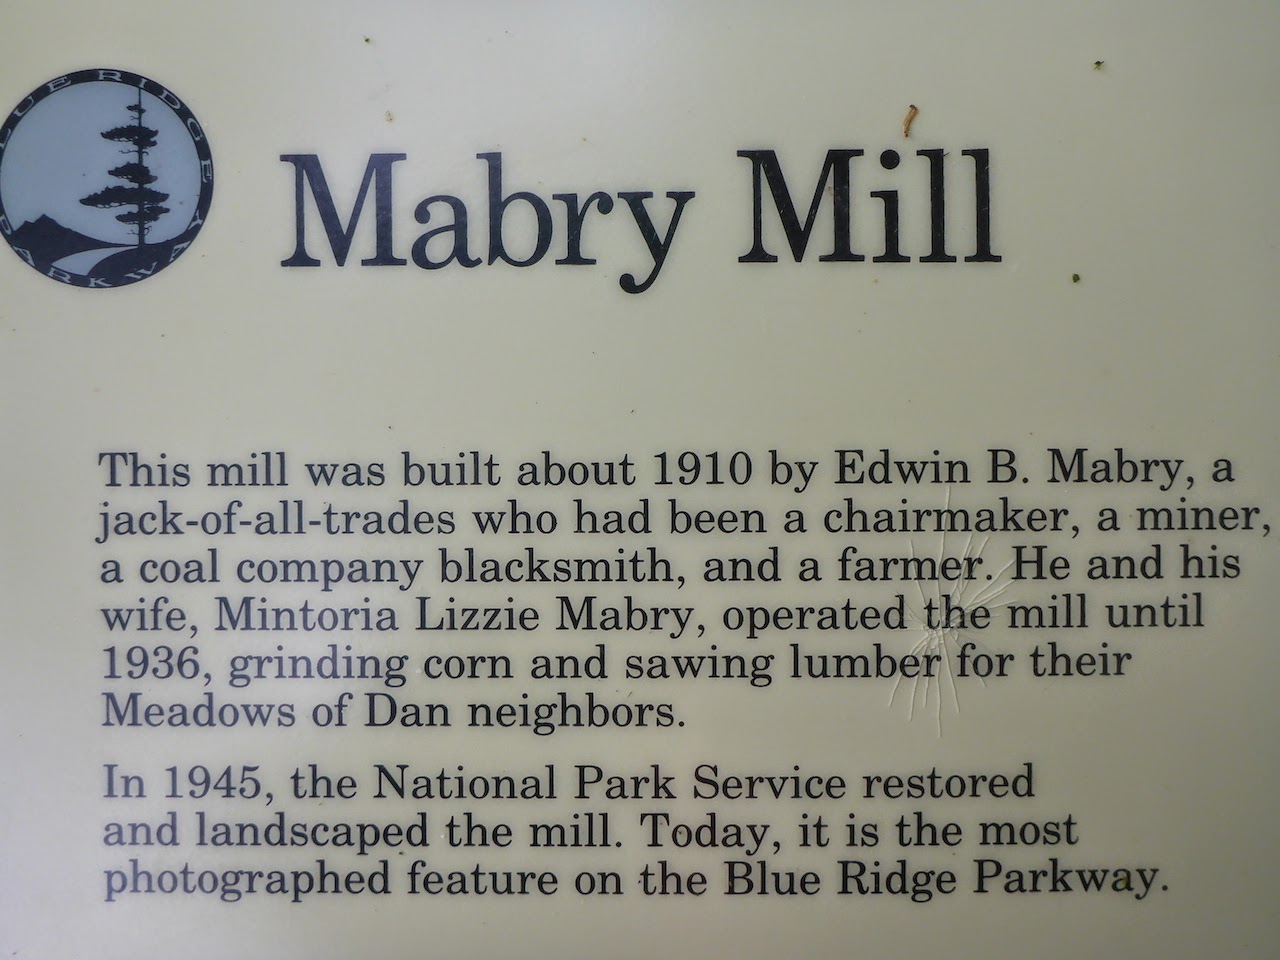 BLUE RIDGE
PARKWAY
Mabry Mill
This mill was built about 1910 by Edwin B. Mabry, a
jack-of-all-trades who had been a chairmaker, a miner,
a coal company blacksmith, and a farmer. He and his
wife, Mintoria Lizzie Mabry, operated the mill until
1936, grinding corn and sawing lumber for their
Meadows of Dan neighbors.
In 1945, the National Park Service restored
and landscaped the mill. Today, it is the most
photographed feature on the Blue Ridge Parkway.